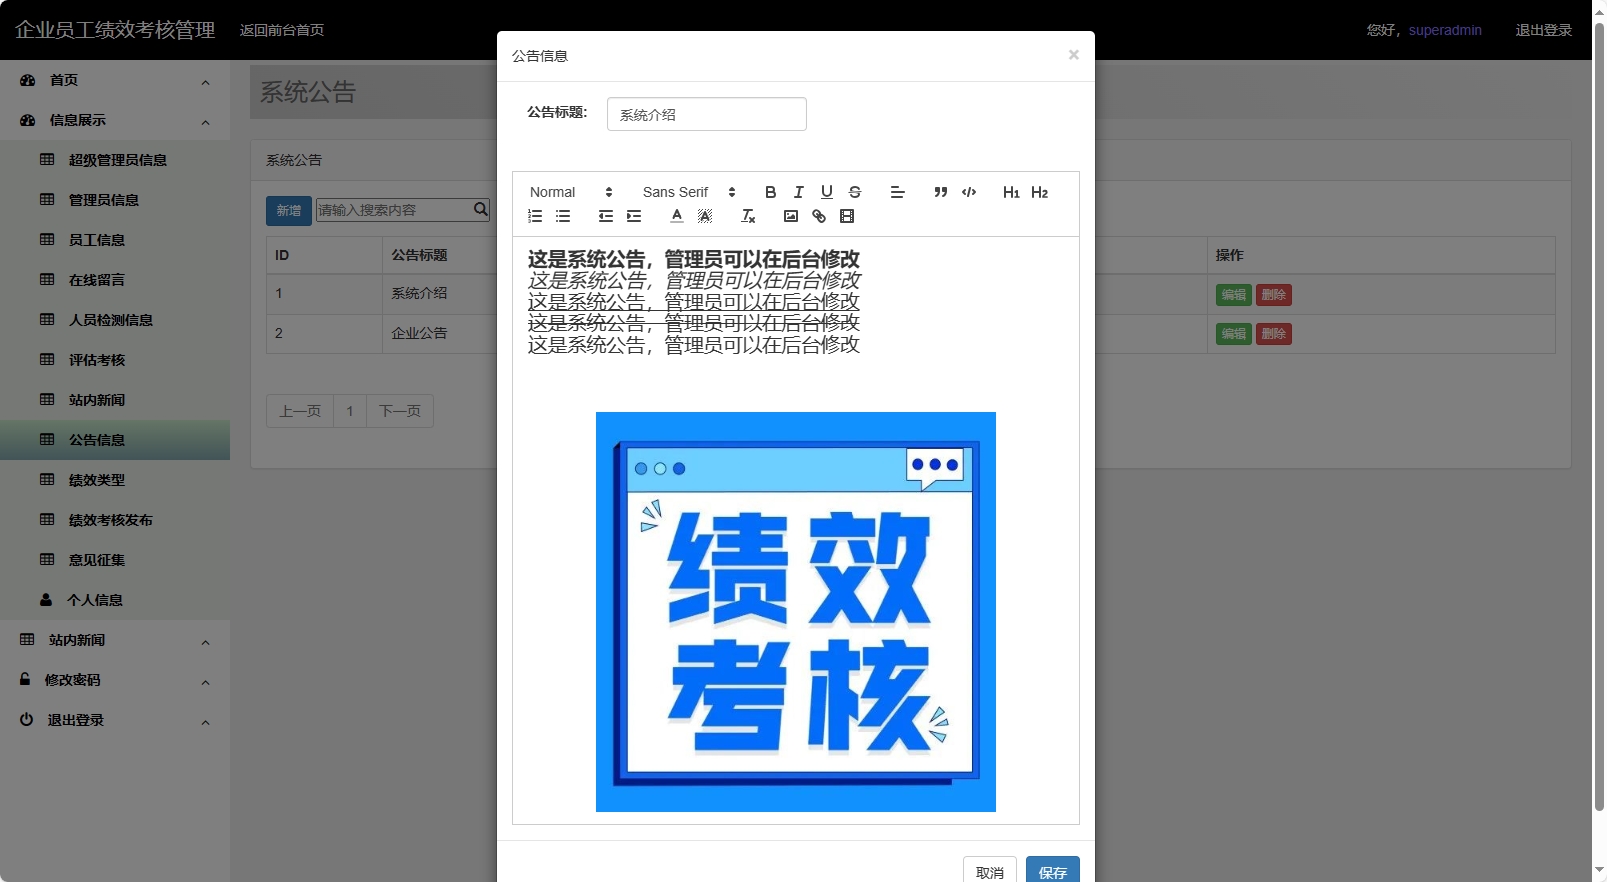 企业员工绩效考核管理 返回前台首页 您好，superadmin 退出登录
首页
信息展示
超级管理员信息
管理员信息
员工信息
在线留言
人员检测信息
评估考核
站内新闻
公告信息
绩效类型
绩效考核发布
意见征集
个人信息
站内新闻
修改密码
退出登录
系统公告
系统公告
新增 请输入搜索内容
ID 公告标题 操作
1 系统介绍 编辑 删除
2 企业公告 编辑 删除
上一页 1 下一页
公告信息 ×
公告标题: 系统介绍
Normal Sans Serif B I U S H1 H2
这是系统公告，管理员可以在后台修改
这是系统公告，管理员可以在后台修改
这是系统公告，管理员可以在后台修改
这是系统公告，管理员可以在后台修改
这是系统公告，管理员可以在后台修改
绩效
考核
取消 保存